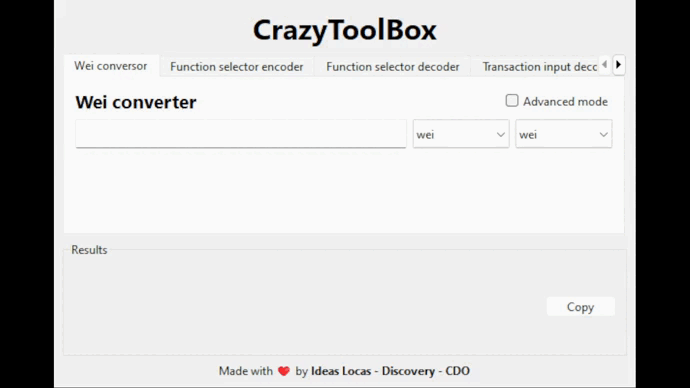 CrazyToolBox
Wei conversor Function selector encoder Function selector decoder Transaction input deco
Wei converter Advanced mode
wei wei
Results
Copy
Made with ❤ by Ideas Locas - Discovery - CDO